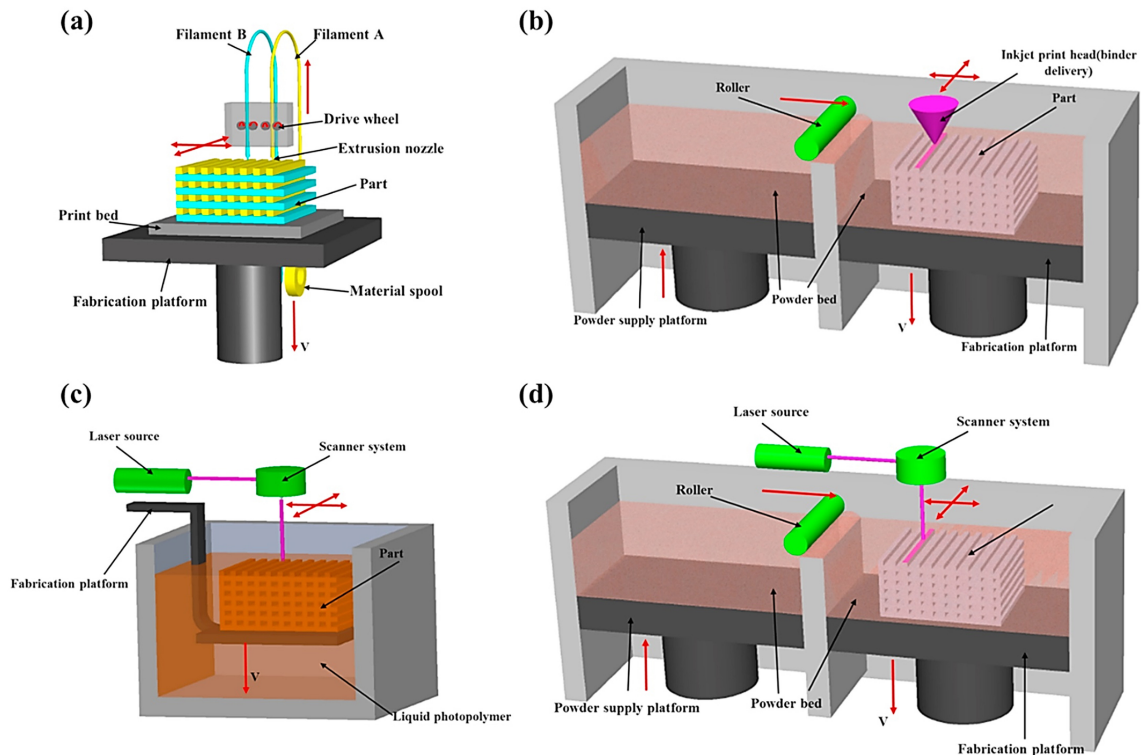 (a)
Filament B
Filament A
Drive wheel
Extrusion nozzle
Part
Print bed
Fabrication platform
Material spool
V
(b)
Inkjet print head(binder
delivery)
Roller
Part
Powder bed
Powder supply platform
V
Fabrication platform
(c)
Laser source
Scanner system
Part
Fabrication platform
V
Liquid photopolymer
(d)
Laser source
Scanner system
Roller
Powder bed
Powder supply platform
V
Fabrication platform